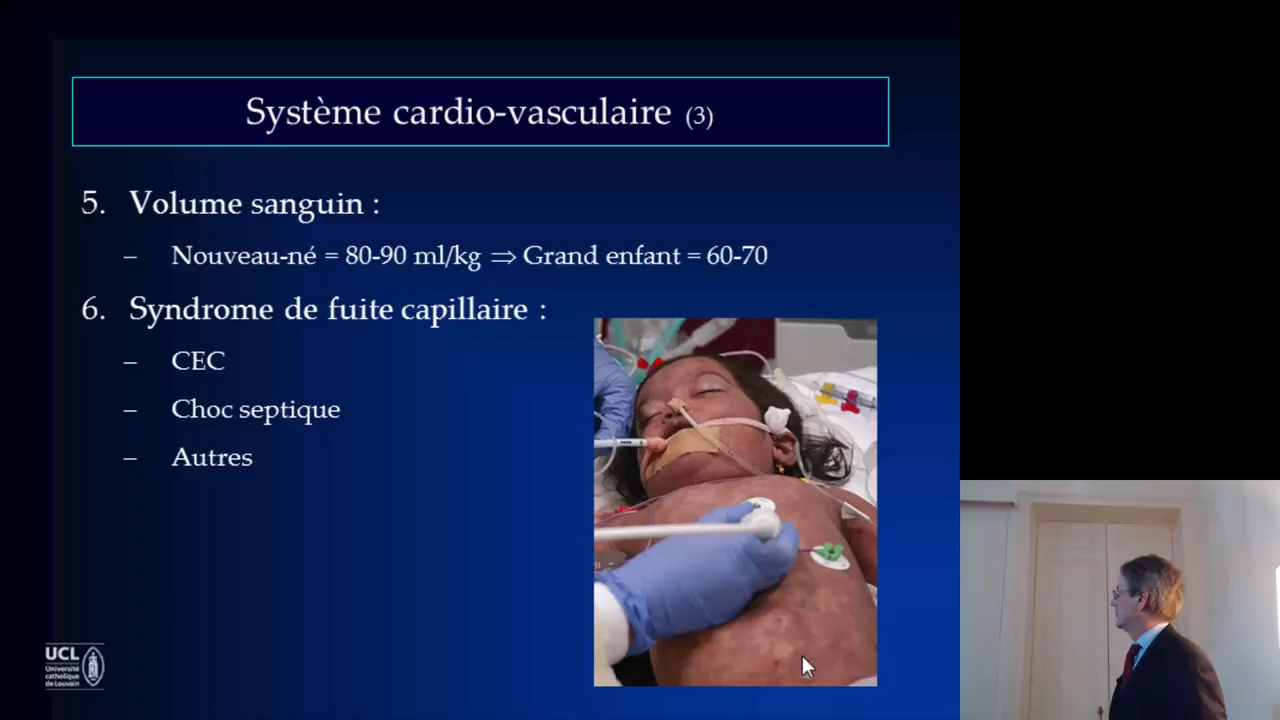 Système cardio-vasculaire (3)
5. Volume sanguin :
– Nouveau-né = 80-90 ml/kg ⇒ Grand enfant = 60-70
6. Syndrome de fuite capillaire :
– CEC
– Choc septique
– Autres
UCL
Université
catholique
de Louvain